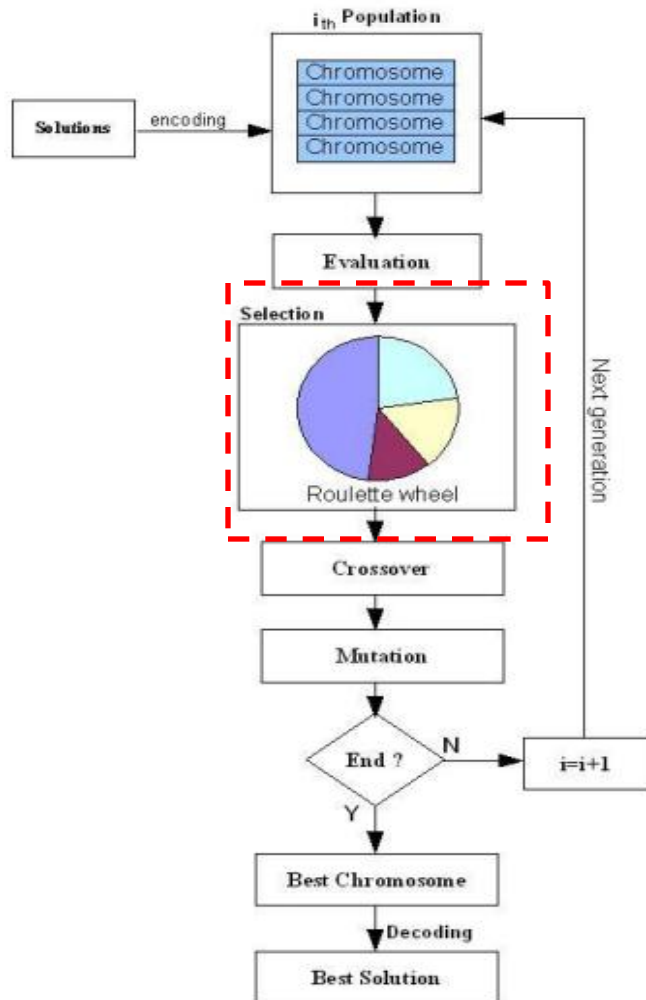 ith Population
Chromosome
Chromosome
Chromosome
Chromosome
Solutions
encoding
Evaluation
Selection
Roulette wheel
Next generation
Crossover
Mutation
End ?
N
i=i+1
Y
Best Chromosome
Decoding
Best Solution